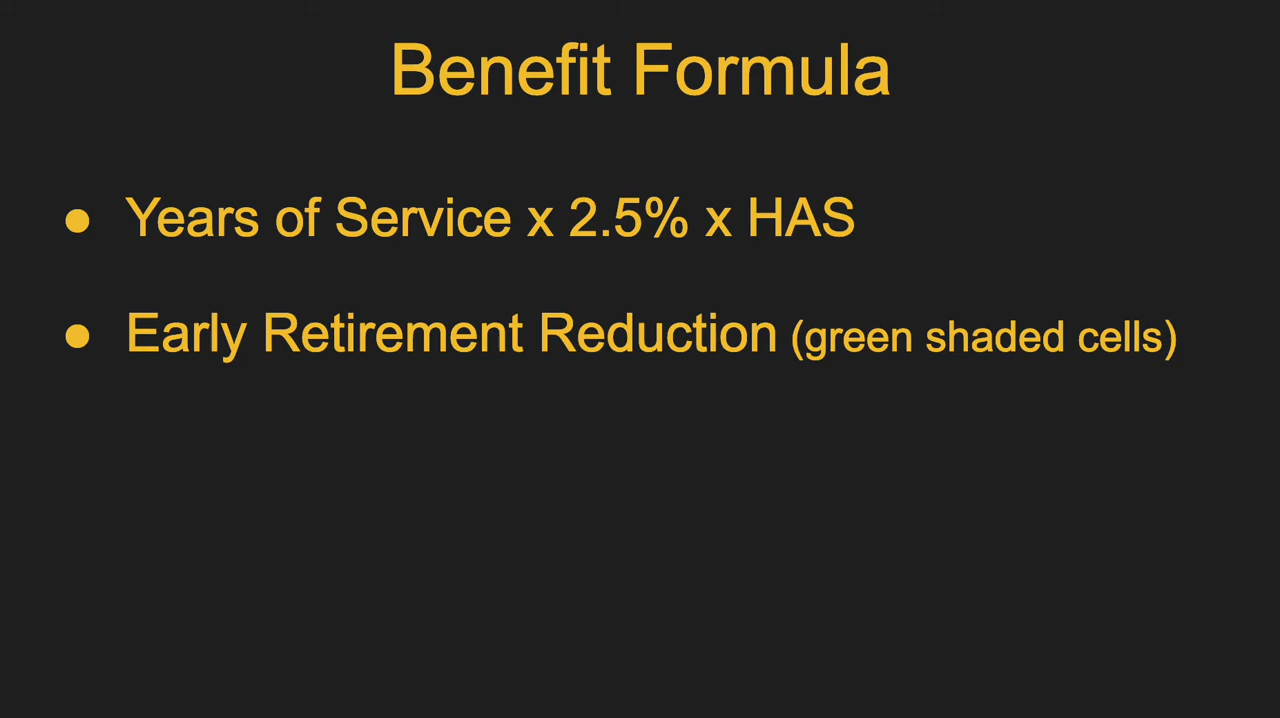 Benefit Formula
● Years of Service x 2.5% x HAS
● Early Retirement Reduction (green shaded cells)